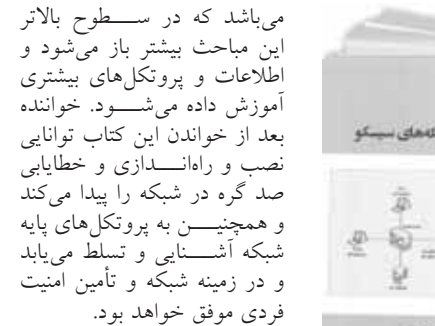 می‌باشد که در سطوح بالاتر
این مباحث بیشتر باز می‌شود و
اطلاعات و پروتکل‌های بیشتری
آموزش داده می‌شود. خواننده
بعد از خواندن این کتاب توانایی
نصب و راه‌اندازی و خطایابی
صد گره در شبکه را پیدا می‌کند
و همچنین به پروتکل‌های پایه
شبکه آشنایی و تسلط می‌یابد
و در زمینه شبکه و تأمین امنیت
فردی موفق خواهد بود.
های سیسکو